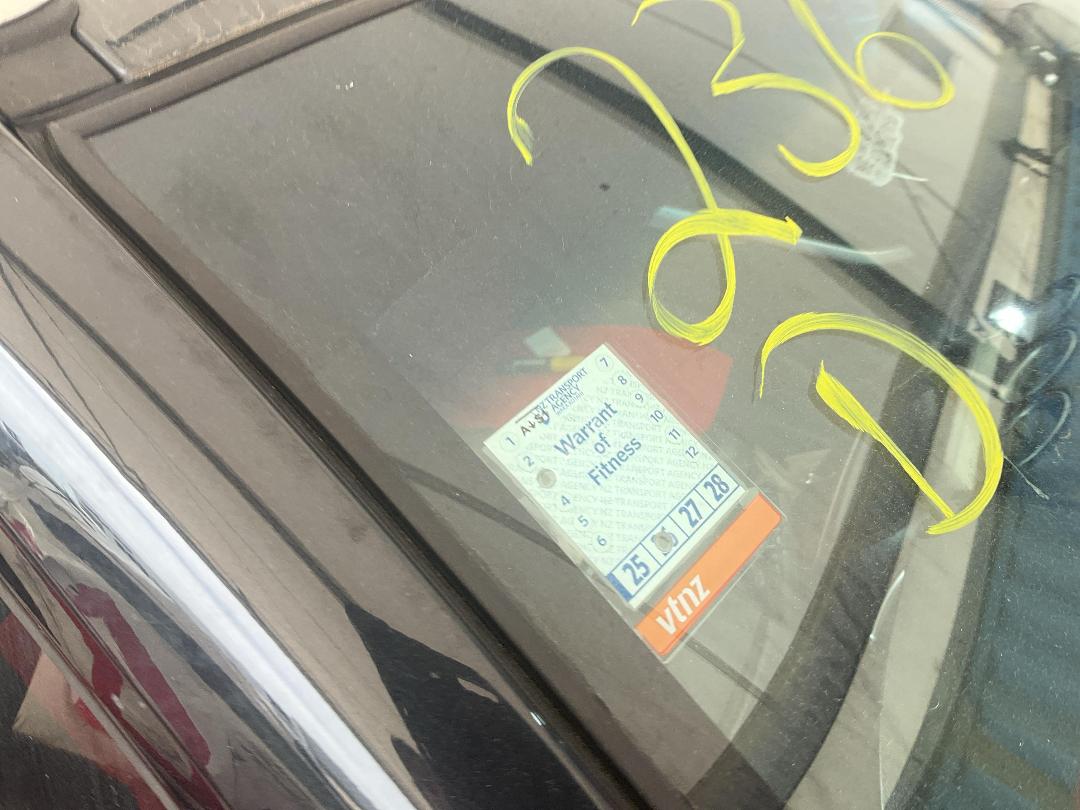 236
D
NZ TRANSPORT
AGENCY
Warrant
of
Fitness
1 7
2 8
9
4 10
5 11
6 12
25 27 28
vtnz